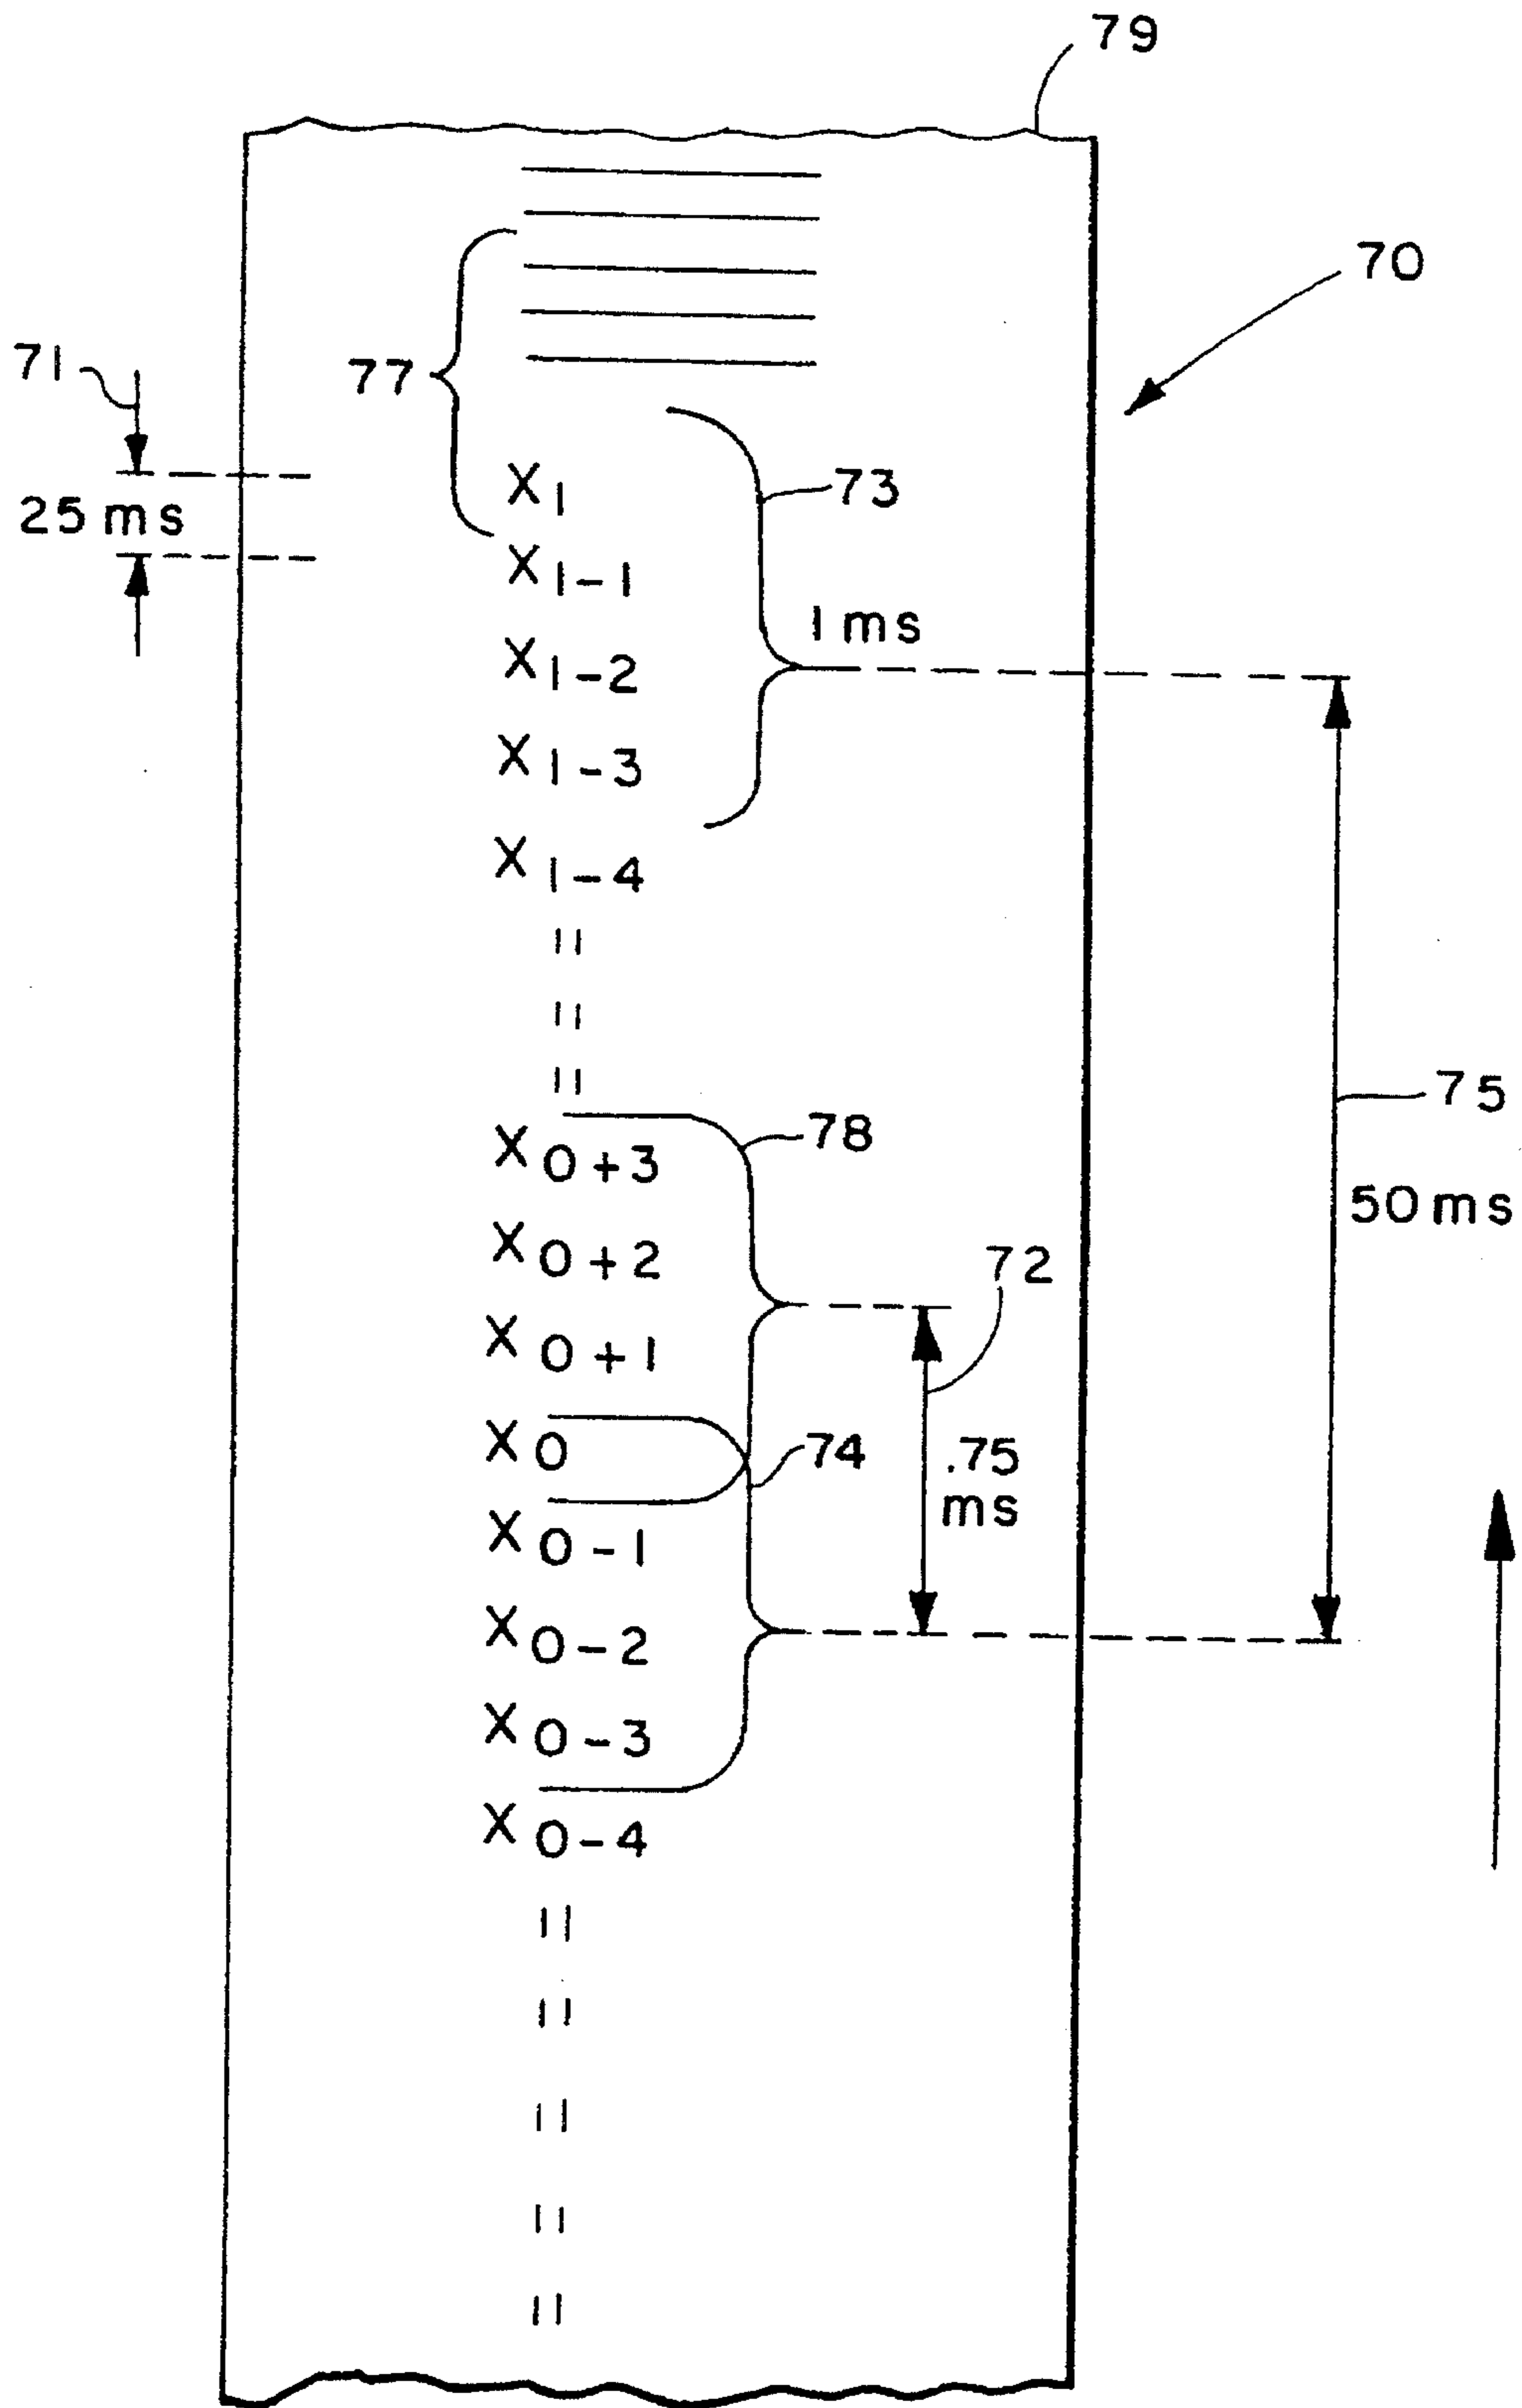 79
70
71
77
25 ms
X1
73
X1-1
1 ms
X1-2
X1-3
X1-4
75
78
X0+3
50 ms
X0+2
72
X0+1
X0
74
.75
ms
X0-1
X0-2
X0-3
X0-4